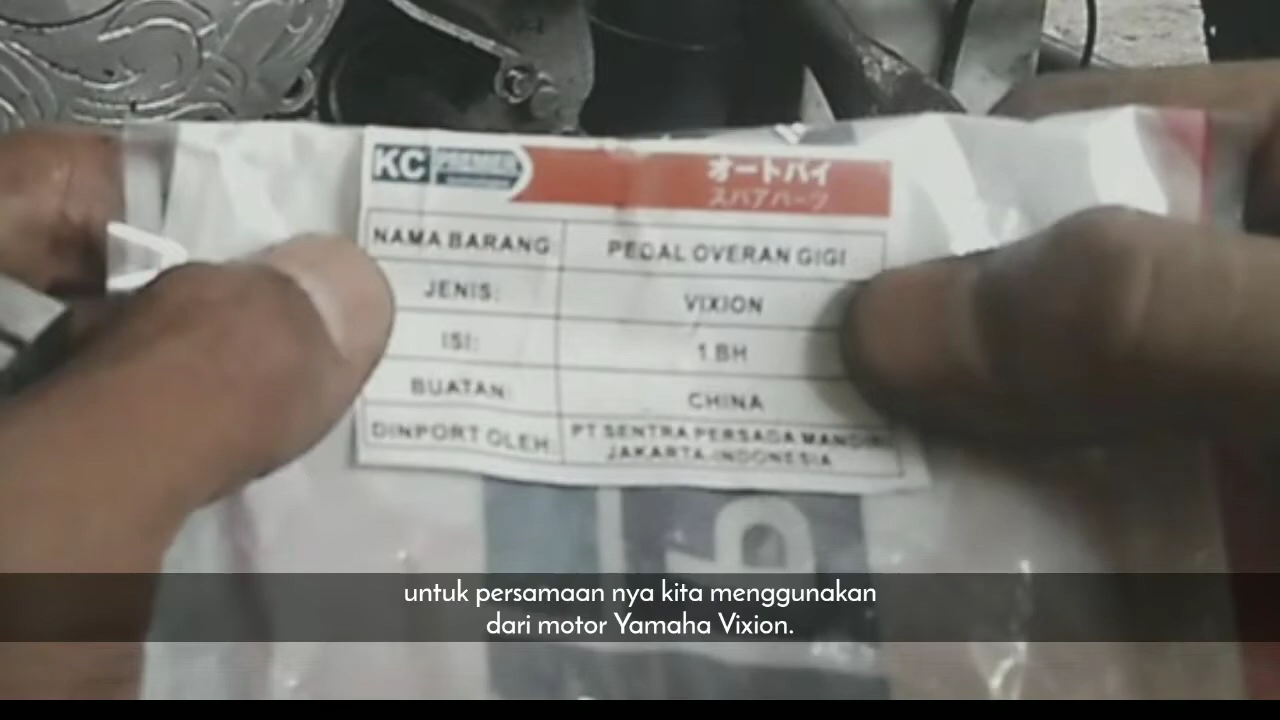 KC PREMIER
オートバイ
スパアパーツ
NAMA BARANG: PEDAL OVERAN GIGI
JENIS: VIXION
ISI: 1 BH
BUATAN: CHINA
DINPORT OLEH: PT SENTRA PERSADA MANDIRI
JAKARTA-INDONESIA
untuk persamaan nya kita menggunakan
dari motor Yamaha Vixion.